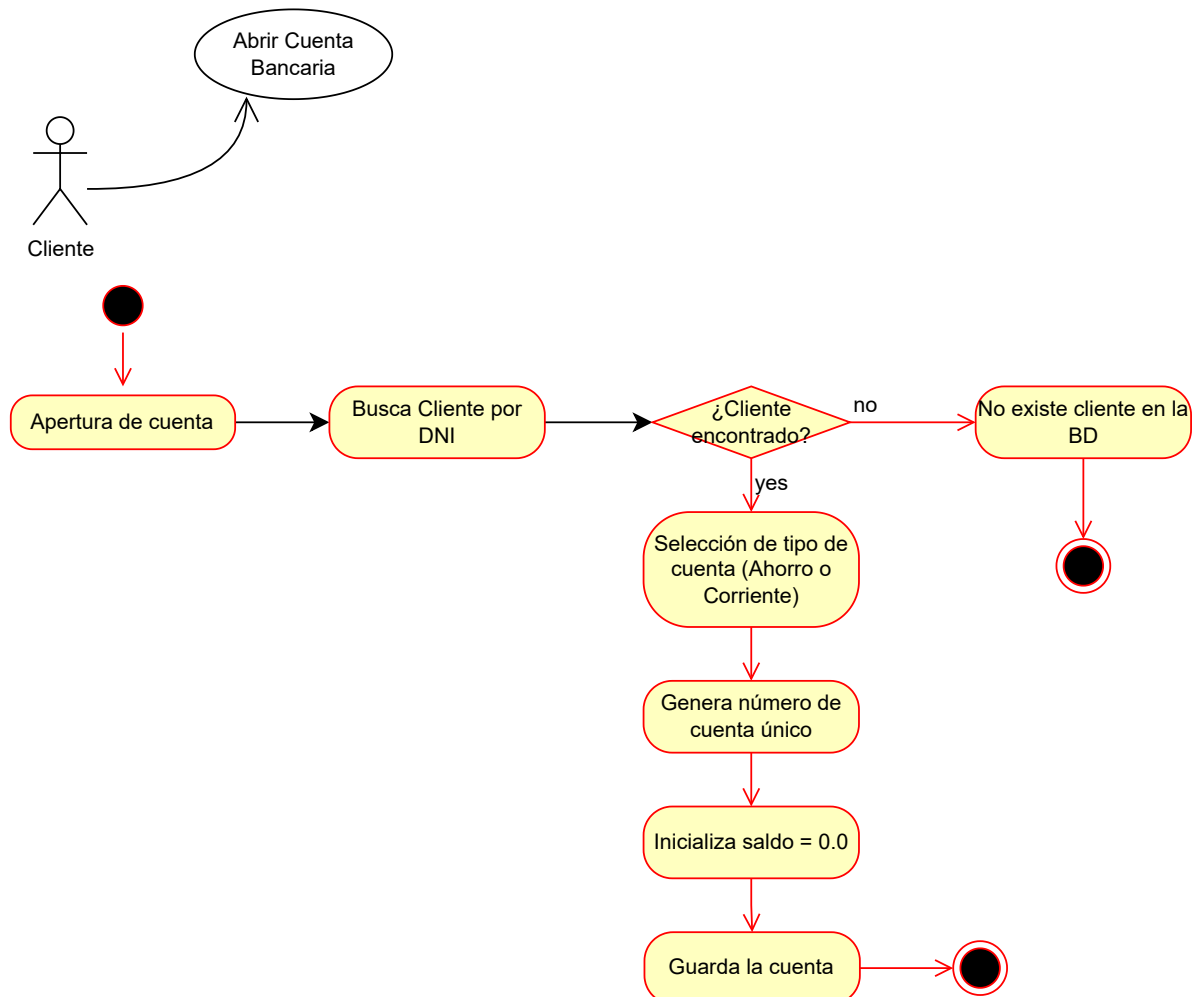 Abrir Cuenta
Bancaria
Cliente
Apertura de cuenta
Busca Cliente por
DNI
¿Cliente
encontrado?
no
No existe cliente en la
BD
yes
Selección de tipo de
cuenta (Ahorro o
Corriente)
Genera número de
cuenta único
Inicializa saldo = 0.0
Guarda la cuenta